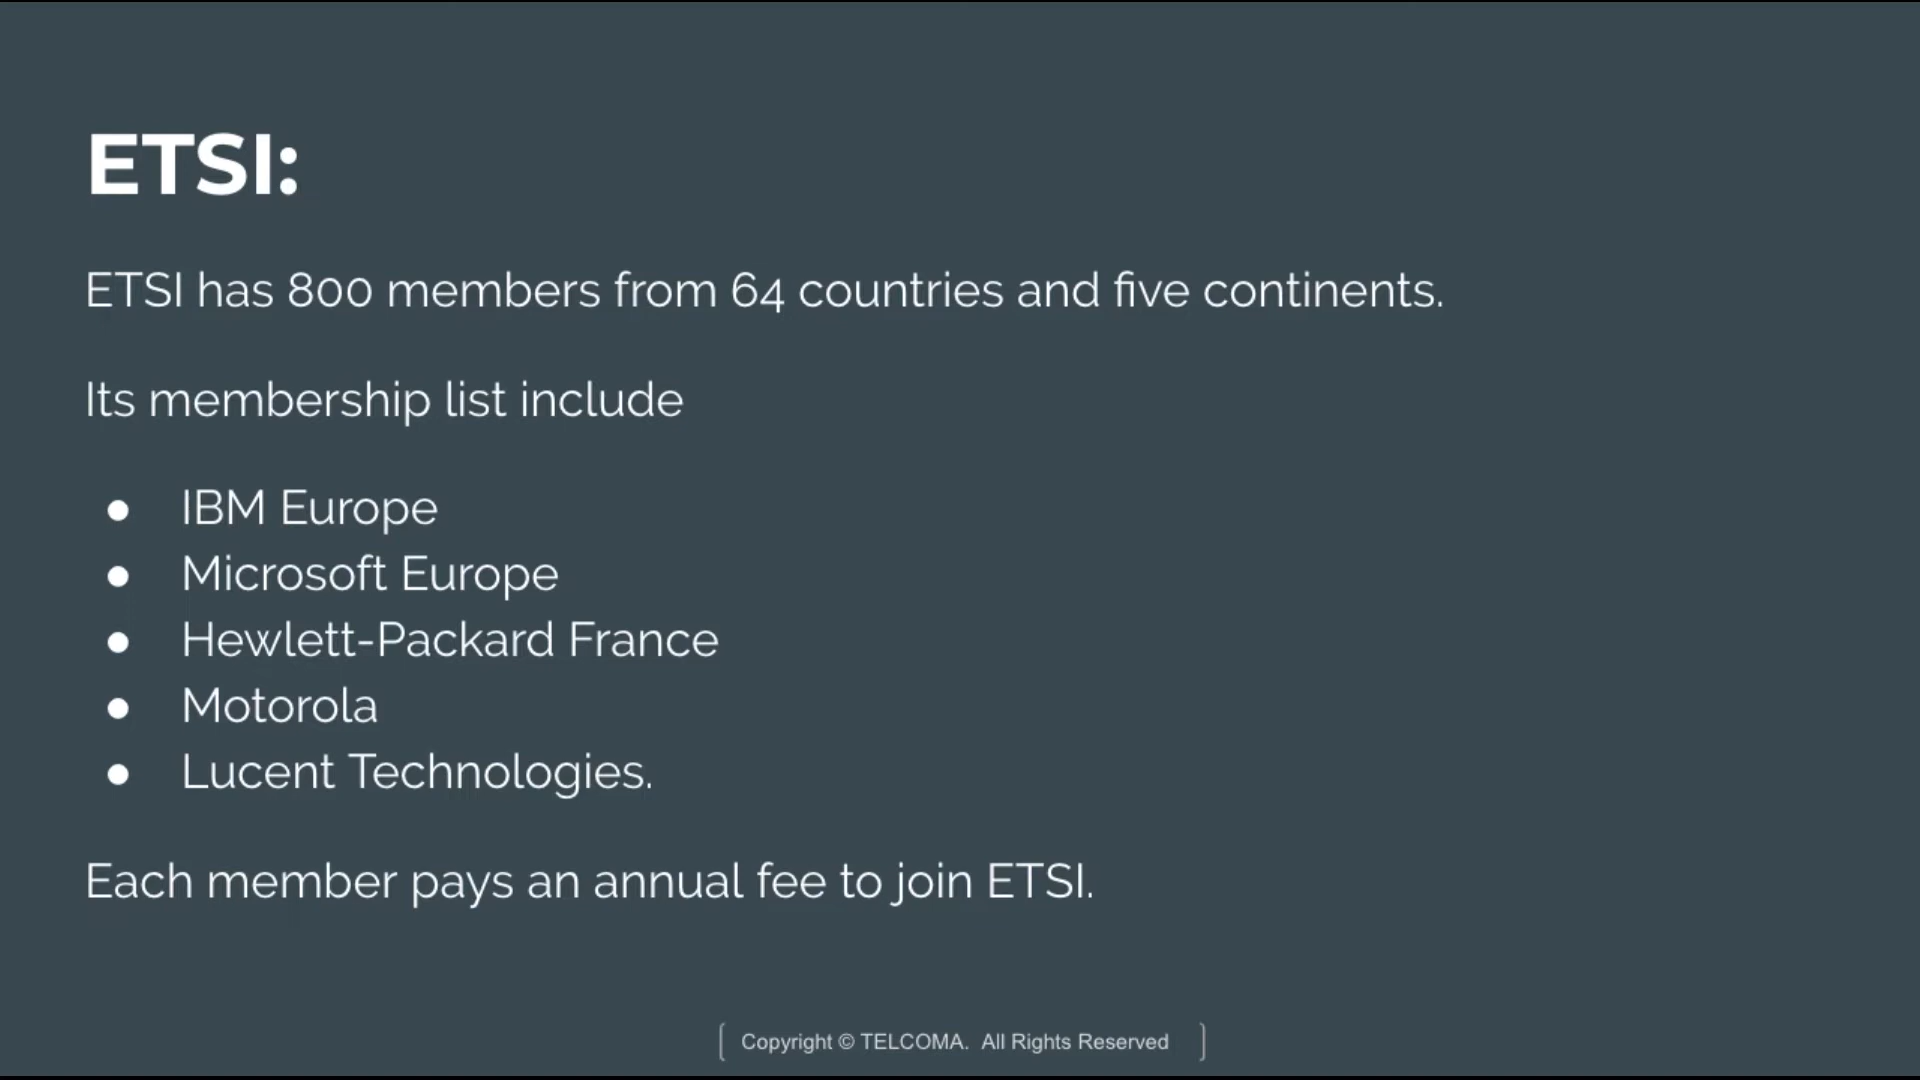 ETSI:
ETSI has 800 members from 64 countries and five continents.
Its membership list include
● IBM Europe
● Microsoft Europe
● Hewlett-Packard France
● Motorola
● Lucent Technologies.
Each member pays an annual fee to join ETSI.
[ Copyright © TELCOMA. All Rights Reserved ]